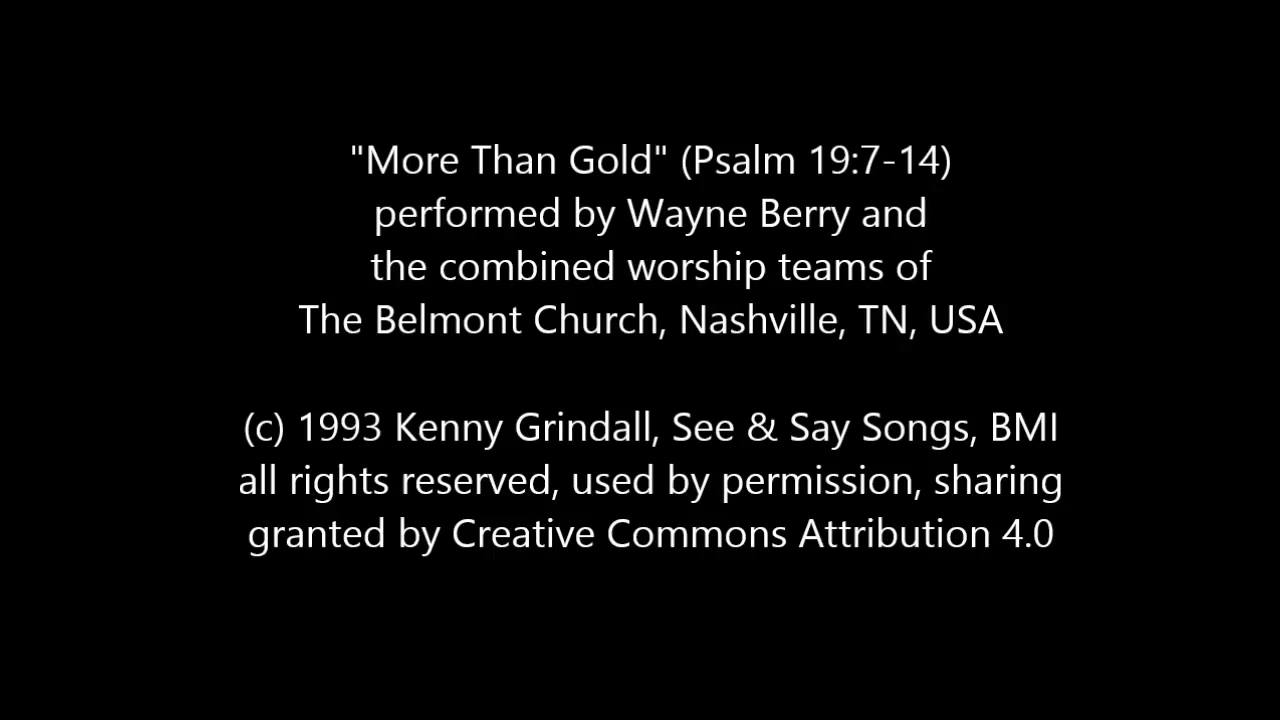 "More Than Gold" (Psalm 19:7-14)
performed by Wayne Berry and
the combined worship teams of
The Belmont Church, Nashville, TN, USA
(c) 1993 Kenny Grindall, See & Say Songs, BMI
all rights reserved, used by permission, sharing
granted by Creative Commons Attribution 4.0